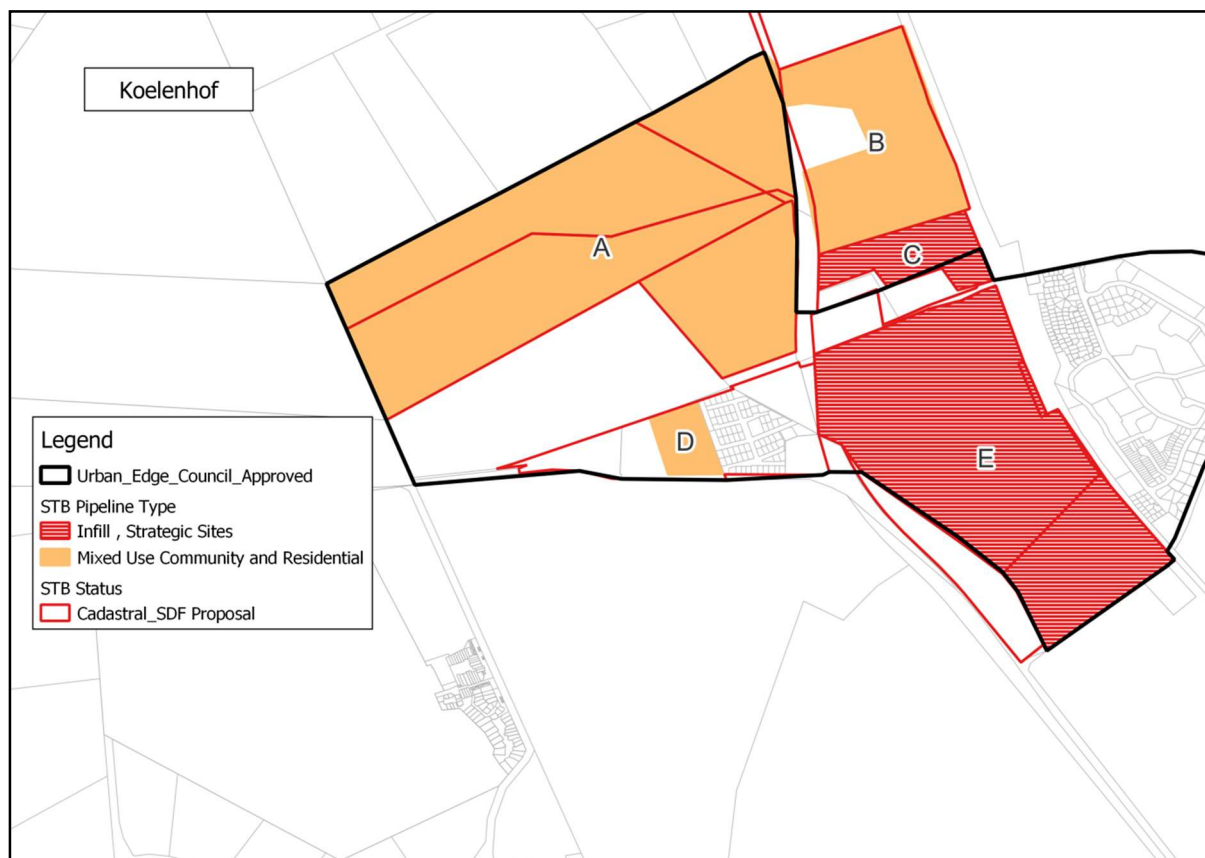 Koelenhof
B
A
C
D
E
Legend
Urban_Edge_Council_Approved
STB Pipeline Type
Infill , Strategic Sites
Mixed Use Community and Residential
STB Status
Cadastral_SDF Proposal